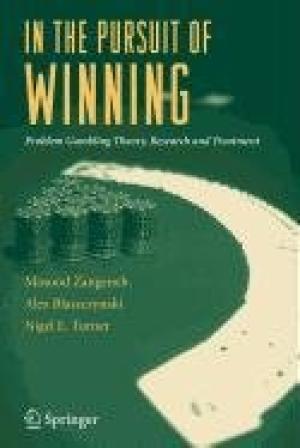 IN THE PURSUIT OF
WINNING
Problem Gambling Theory, Research and Treatment
Masood Zangeneh
Alex Blaszczynski
Nigel E. Turner
Springer